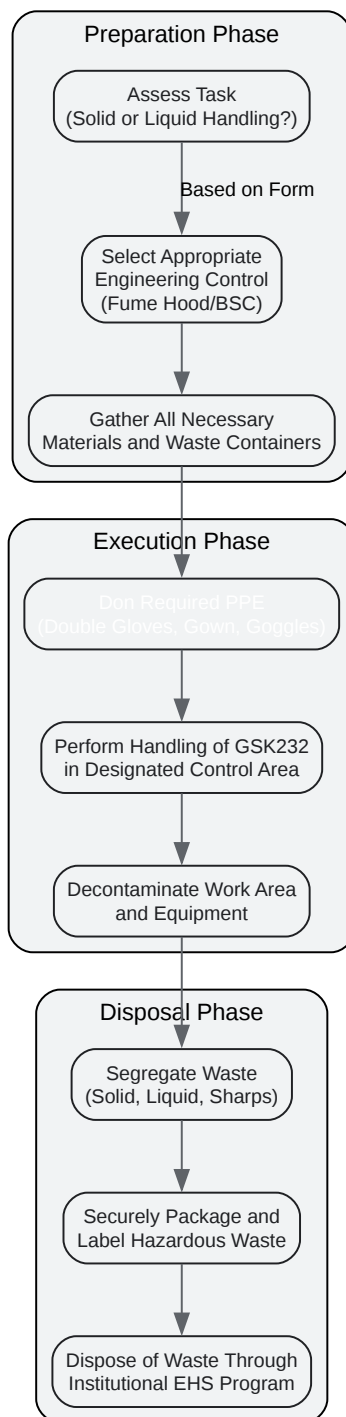 Preparation Phase
Assess Task
(Solid or Liquid Handling?)
Based on Form
Select Appropriate
Engineering Control
(Fume Hood/BSC)
Gather All Necessary
Materials and Waste Containers
Execution Phase
Don Required PPE
(Double Gloves, Gown, Goggles)
Perform Handling of GSK232
in Designated Control Area
Decontaminate Work Area
and Equipment
Disposal Phase
Segregate Waste
(Solid, Liquid, Sharps)
Securely Package and
Label Hazardous Waste
Dispose of Waste Through
Institutional EHS Program